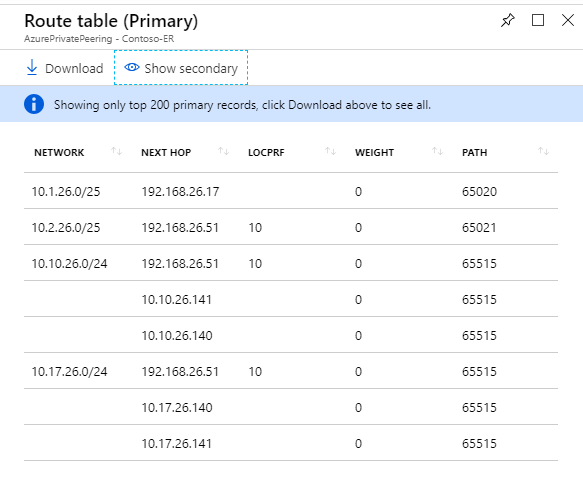 Route table (Primary)
AzurePrivatePeering - Contoso-ER
Download Show secondary
Showing only top 200 primary records, click Download above to see all.
NETWORK NEXT HOP LOCPRF WEIGHT PATH
10.1.26.0/25 192.168.26.17 0 65020
10.2.26.0/25 192.168.26.51 10 0 65021
10.10.26.0/24 192.168.26.51 10 0 65515
10.10.26.141 0 65515
10.10.26.140 0 65515
10.17.26.0/24 192.168.26.51 10 0 65515
10.17.26.140 0 65515
10.17.26.141 0 65515